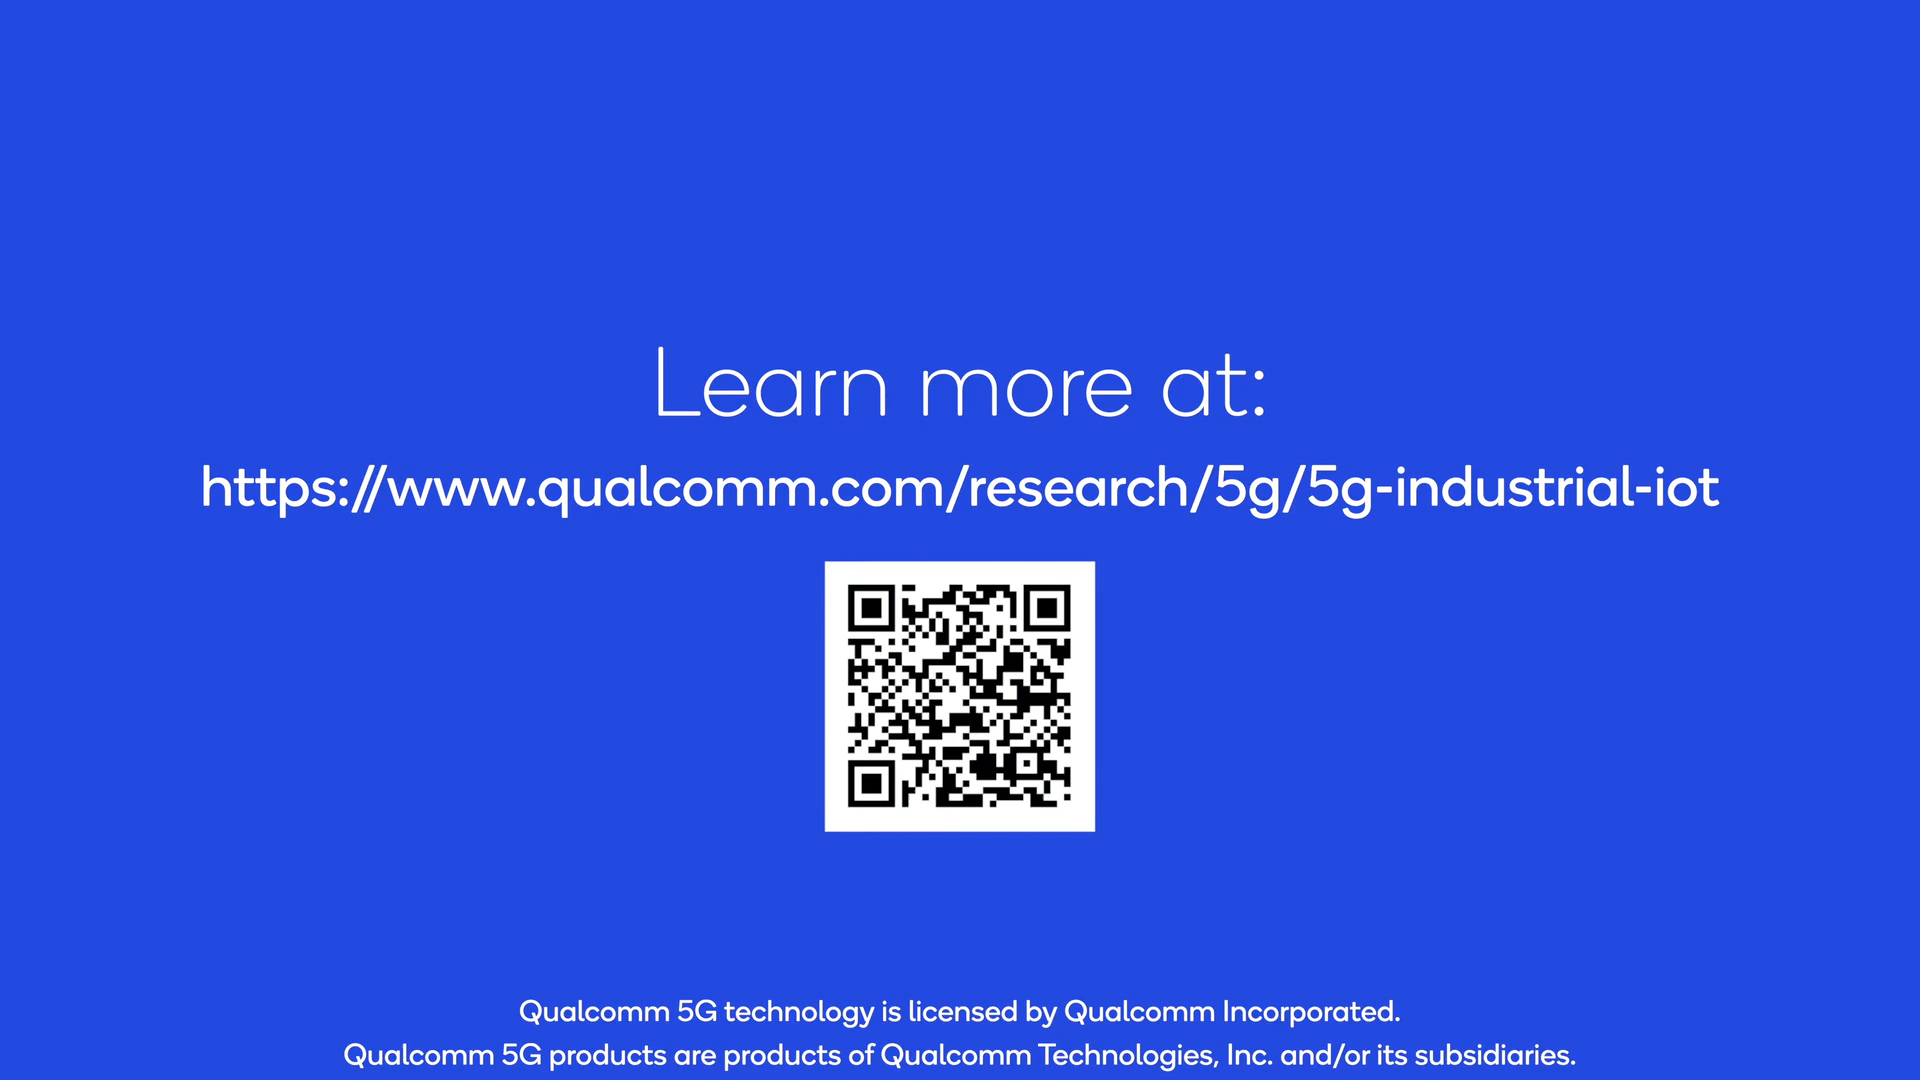 Learn more at:
https://www.qualcomm.com/research/5g/5g-industrial-iot
Qualcomm 5G technology is licensed by Qualcomm Incorporated.
Qualcomm 5G products are products of Qualcomm Technologies, Inc. and/or its subsidiaries.